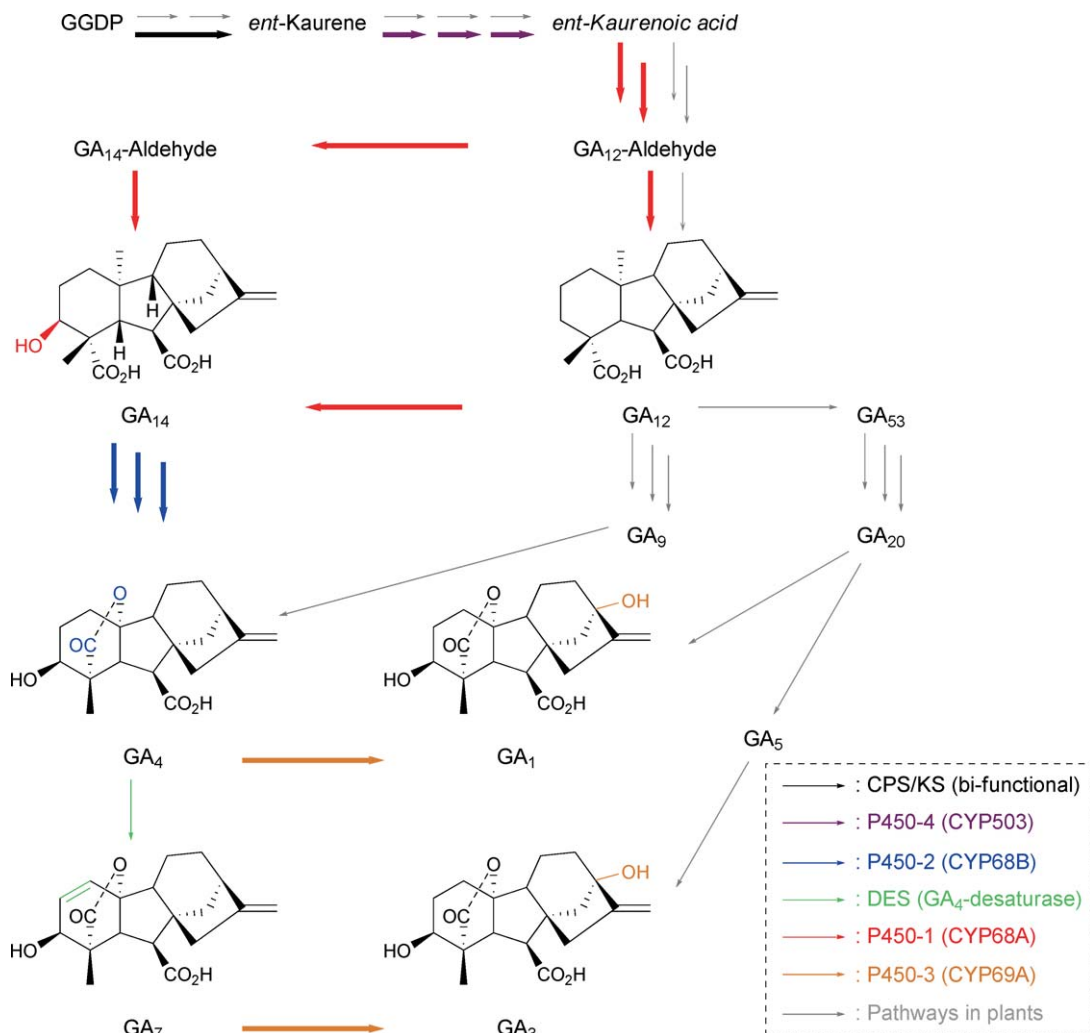 GGDP ent-Kaurene ent-Kaurenoic acid
GA14-Aldehyde GA12-Aldehyde
H
HO H
CO2H CO2H
CO2H CO2H
GA14 GA12 GA53
GA9 GA20
O O OH
OC OC
HO HO
CO2H CO2H
GA4 GA1 GA5
: CPS/KS (bi-functional)
: P450-4 (CYP503)
: P450-2 (CYP68B)
: DES (GA4-desaturase)
: P450-1 (CYP68A)
: P450-3 (CYP69A)
: Pathways in plants
O O OH
OC OC
HO HO
CO2H CO2H
GA7 GA3